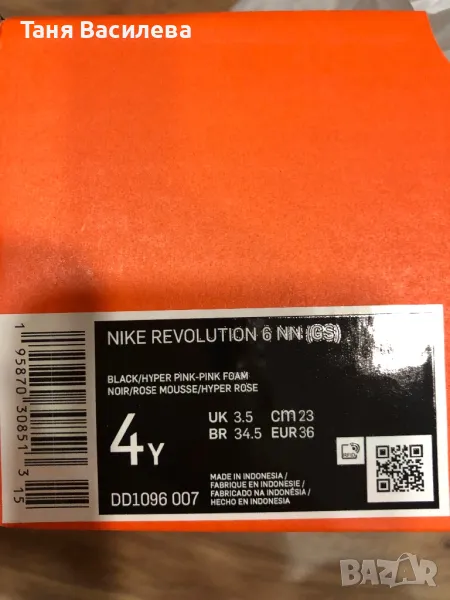 Таня Василева
NIKE REVOLUTION 6 NN (GS)
BLACK/HYPER PINK-PINK FOAM
NOIR/ROSE MOUSSE/HYPER ROSE
4Y
UK 3.5 cm 23
BR 34.5 EUR 36
DD1096 007
MADE IN INDONESIA /
FABRIQUE EN INDONESIE /
FABRICADO NA INDONÉSIA /
HECHO EN INDONESIA
RFID
1 95870 30851 3 15
BAZAR